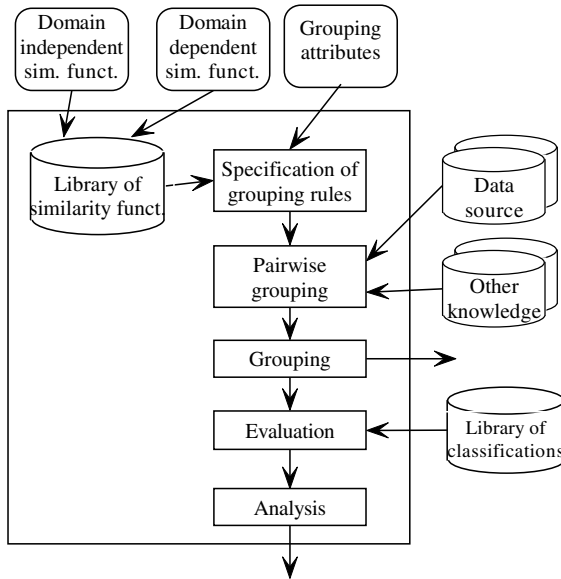 Domain
independent
sim. funct.
Domain
dependent
sim. funct.
Grouping
attributes
Library of
similarity funct.
Specification of
grouping rules
Data
source
Pairwise
grouping
Other
knowledge
Grouping
Evaluation
Library of
classifications
Analysis